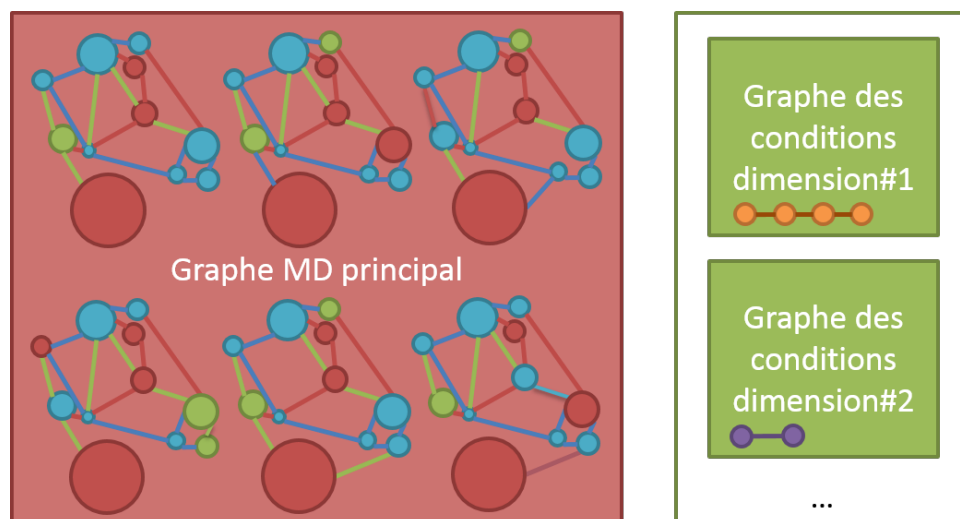 Graphe MD principal
Graphe des
conditions
dimension#1
Graphe des
conditions
dimension#2
...